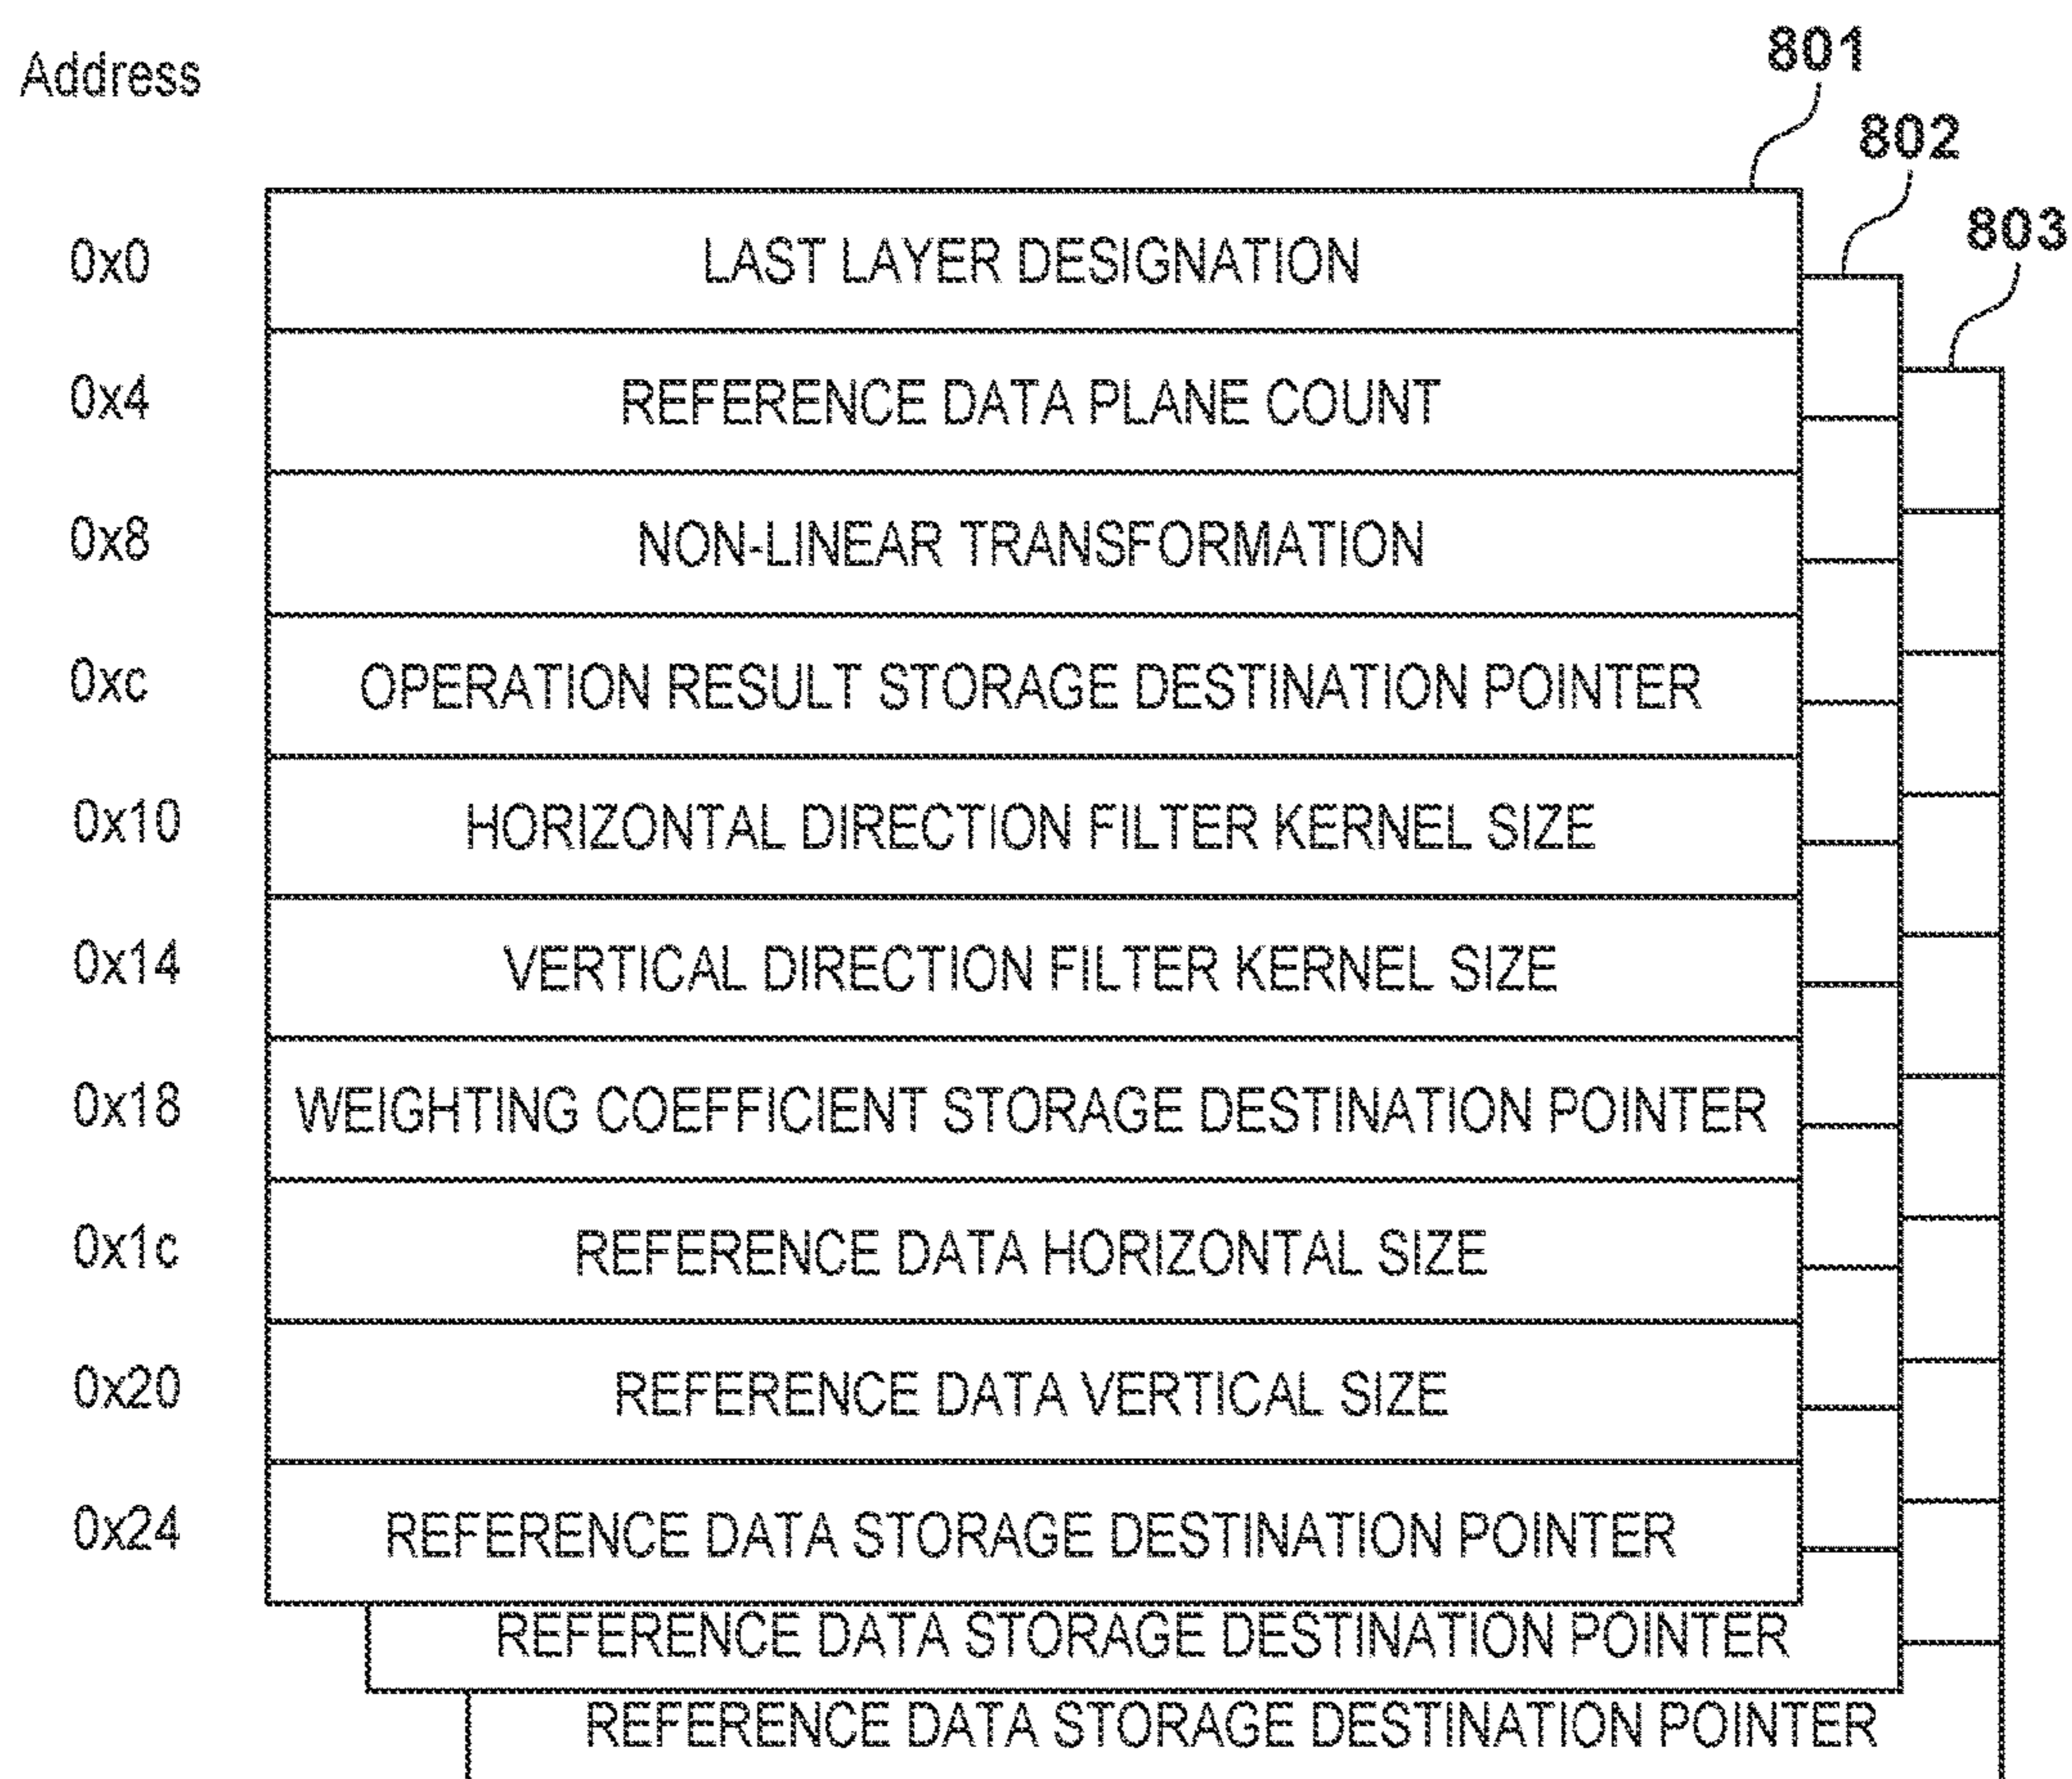 Address
801
802
803
0x0 LAST LAYER DESIGNATION
0x4 REFERENCE DATA PLANE COUNT
0x8 NON-LINEAR TRANSFORMATION
0xc OPERATION RESULT STORAGE DESTINATION POINTER
0x10 HORIZONTAL DIRECTION FILTER KERNEL SIZE
0x14 VERTICAL DIRECTION FILTER KERNEL SIZE
0x18 WEIGHTING COEFFICIENT STORAGE DESTINATION POINTER
0x1c REFERENCE DATA HORIZONTAL SIZE
0x20 REFERENCE DATA VERTICAL SIZE
0x24 REFERENCE DATA STORAGE DESTINATION POINTER
REFERENCE DATA STORAGE DESTINATION POINTER
REFERENCE DATA STORAGE DESTINATION POINTER